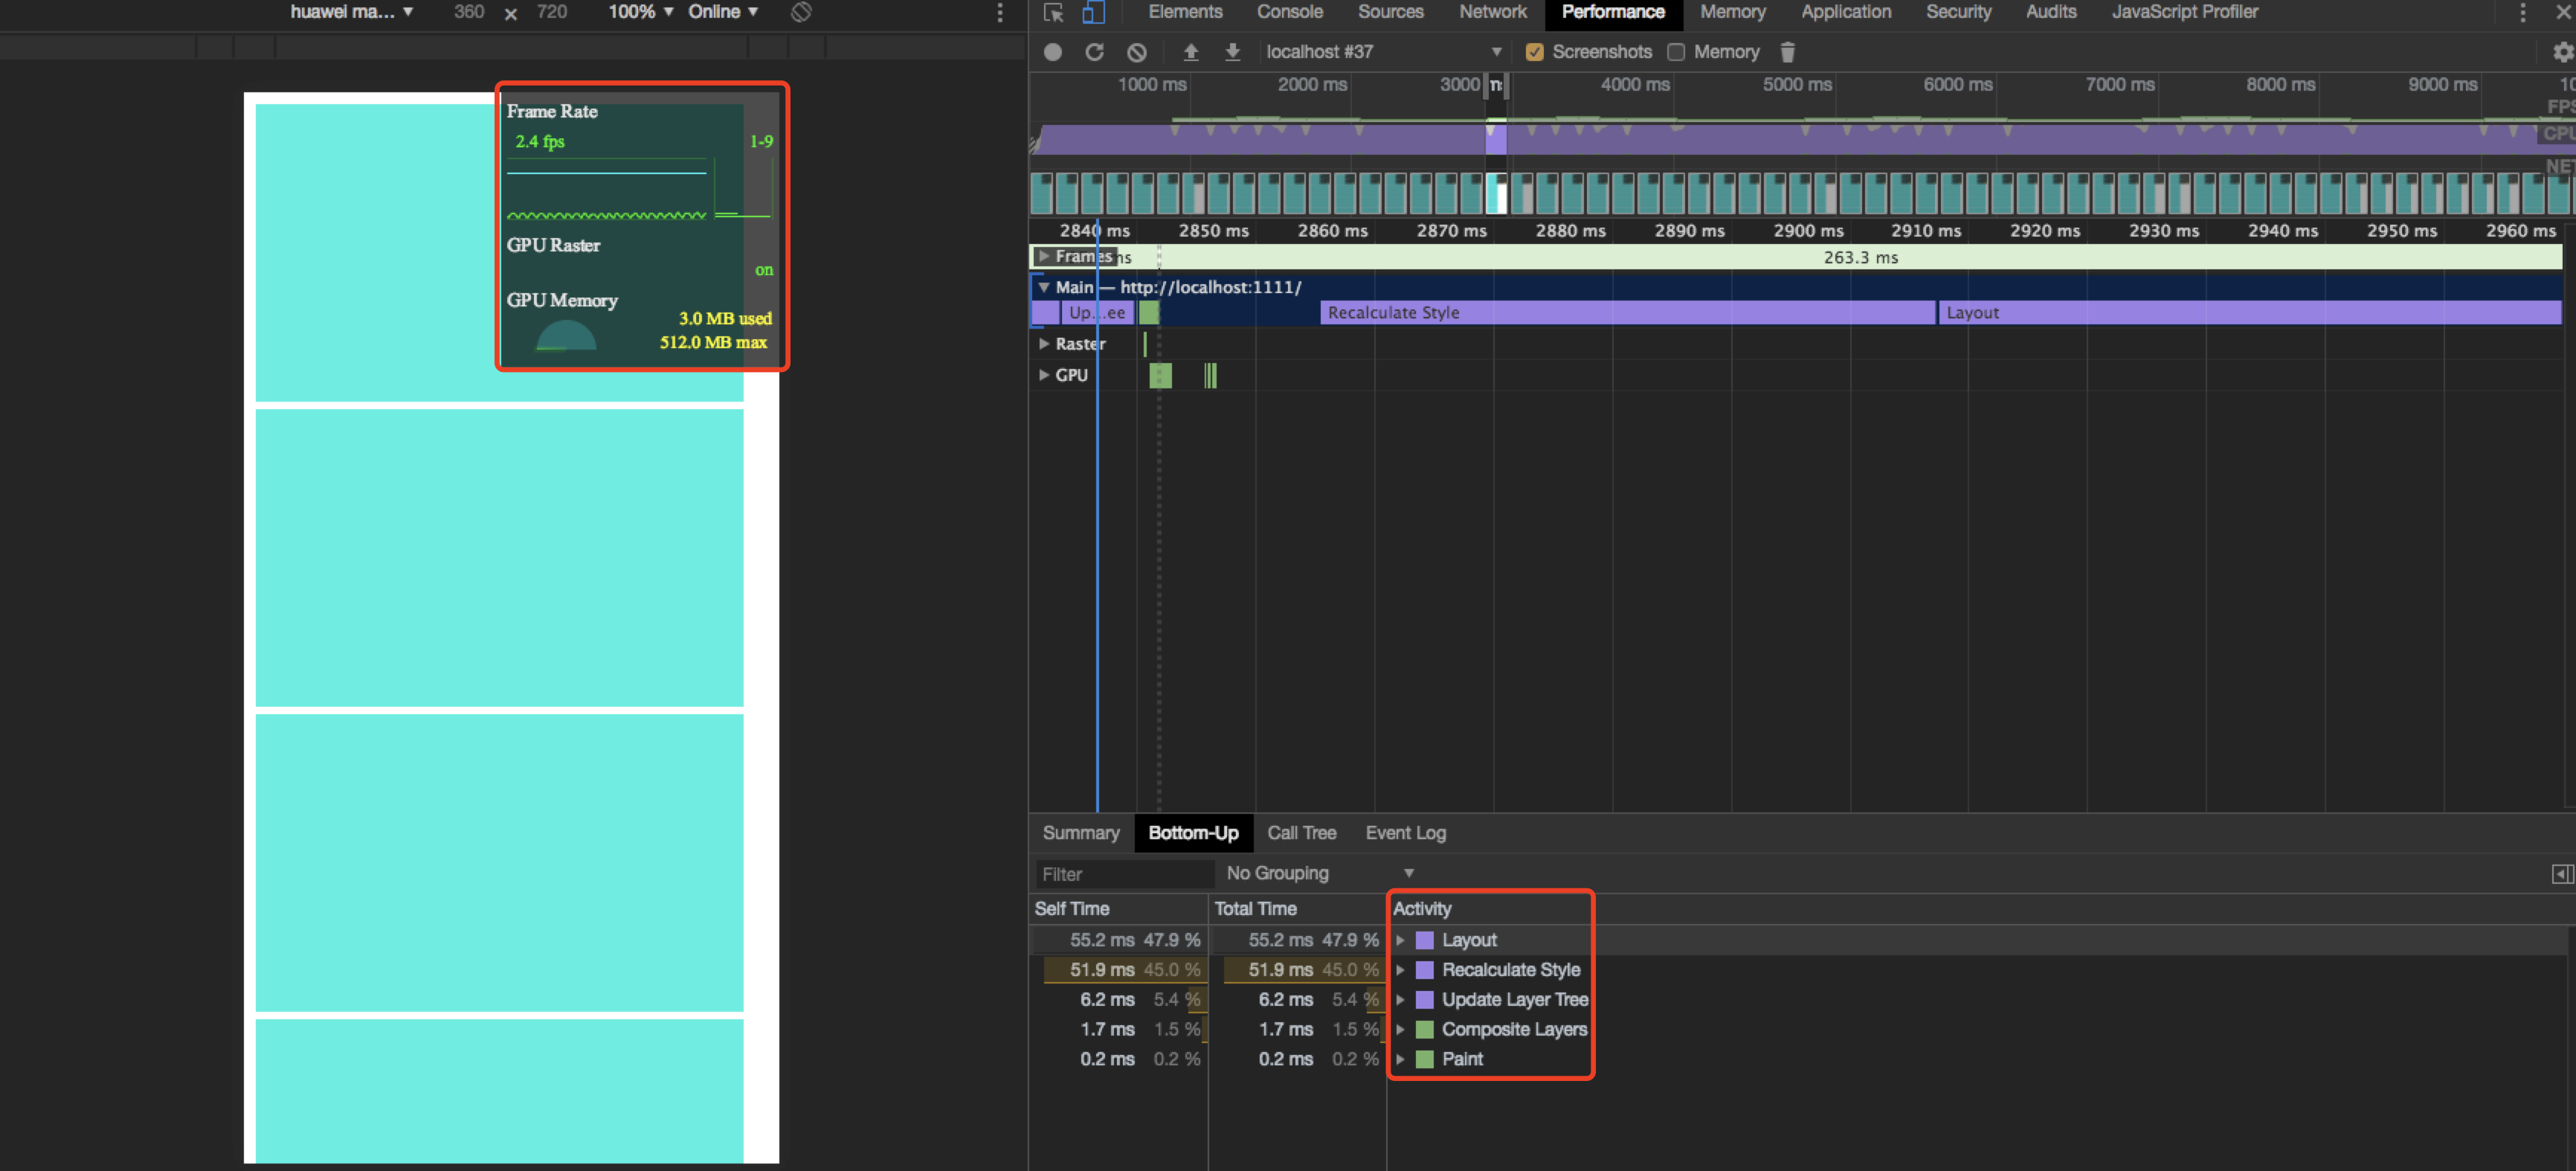 huawei ma... ▼ 360 × 720 100% ▼ Online ▼
Elements Console Sources Network Performance Memory Application Security Audits JavaScript Profiler
localhost #37 ▼ Screenshots Memory
1000 ms 2000 ms 3000 4000 ms 5000 ms 6000 ms 7000 ms 8000 ms 9000 ms
FPS
CPU
NET
Frame Rate
2.4 fps 1-9
GPU Raster
on
GPU Memory
3.0 MB used
512.0 MB max
2840 ms 2850 ms 2860 ms 2870 ms 2880 ms 2890 ms 2900 ms 2910 ms 2920 ms 2930 ms 2940 ms 2950 ms 2960 ms
Frames ns 263.3 ms
Main — http://localhost:1111/
Up...ee Recalculate Style Layout
Raster
GPU
Summary Bottom-Up Call Tree Event Log
Filter No Grouping ▼
Self Time Total Time Activity
55.2 ms 47.9 % 55.2 ms 47.9 % Layout
51.9 ms 45.0 % 51.9 ms 45.0 % Recalculate Style
6.2 ms 5.4 % 6.2 ms 5.4 % Update Layer Tree
1.7 ms 1.5 % 1.7 ms 1.5 % Composite Layers
0.2 ms 0.2 % 0.2 ms 0.2 % Paint